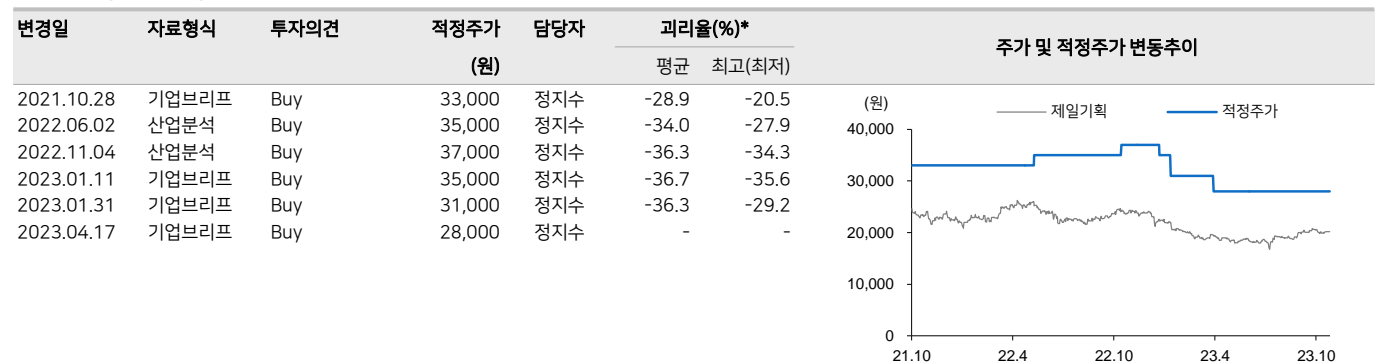 변경일 자료형식 투자의견 적정주가 담당자 괴리율(%)* 주가 및 적정주가 변동추이
(원) 평균 최고(최저)
2021.10.28 기업브리프 Buy 33,000 정지수 -28.9 -20.5
2022.06.02 산업분석 Buy 35,000 정지수 -34.0 -27.9
2022.11.04 산업분석 Buy 37,000 정지수 -36.3 -34.3
2023.01.11 기업브리프 Buy 35,000 정지수 -36.7 -35.6
2023.01.31 기업브리프 Buy 31,000 정지수 -36.3 -29.2
2023.04.17 기업브리프 Buy 28,000 정지수 - -
(원) 제일기획 적정주가
40,000
30,000
20,000
10,000
0
21.10 22.4 22.10 23.4 23.10